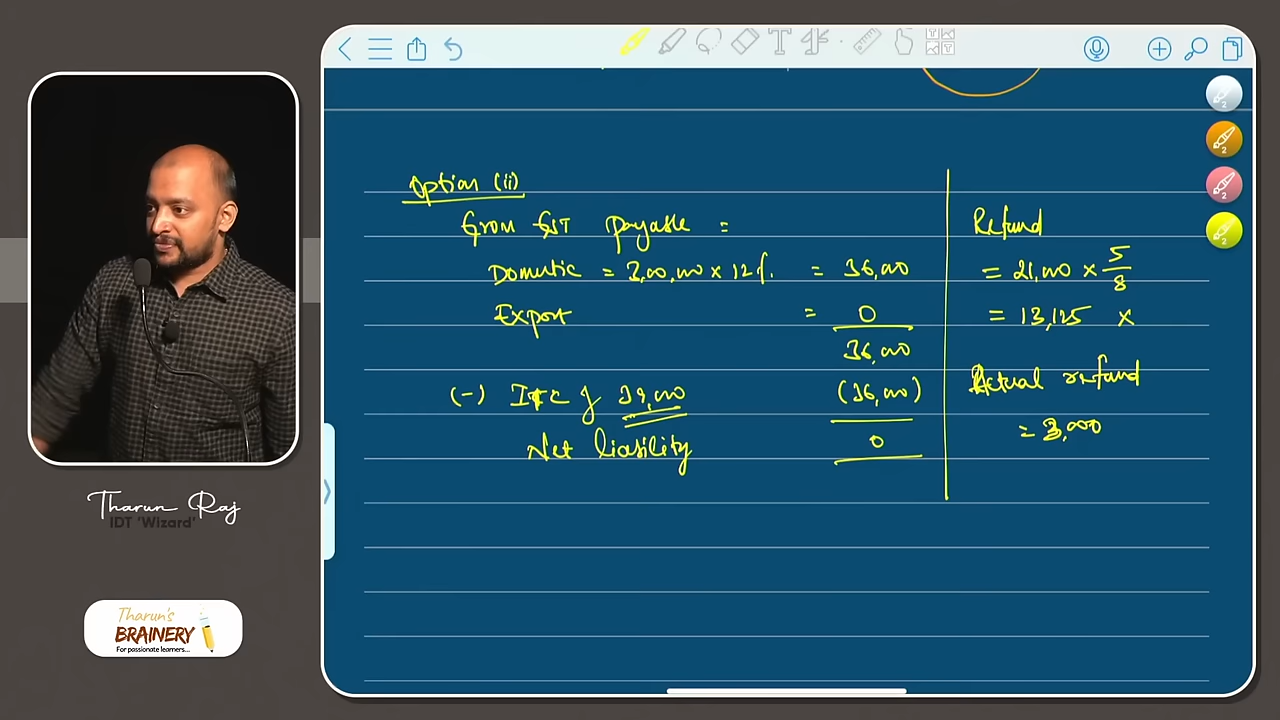 Option (ii)
Gross GST payable =
Domestic = 3,00,000 x 12%. = 36,000
Export = 0
36,000
(-) ITC of 39,000 (36,000)
Net liability 0
Refund
= 21,000 x 5/8
= 13,125 x
Actual refund
= 3,000
Tharun Raj
IDT 'Wizard'
Tharun's
BRAINERY
For passionate learners...